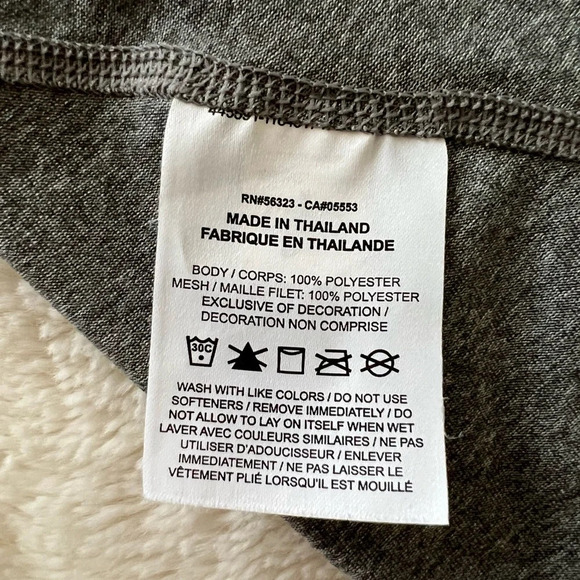 RN#56323 - CA#05553
MADE IN THAILAND
FABRIQUE EN THAILANDE
BODY / CORPS: 100% POLYESTER
MESH / MAILLE FILET: 100% POLYESTER
EXCLUSIVE OF DECORATION /
DECORATION NON COMPRISE
30C
WASH WITH LIKE COLORS / DO NOT USE
SOFTENERS / REMOVE IMMEDIATELY / DO
NOT ALLOW TO LAY ON ITSELF WHEN WET
LAVER AVEC COULEURS SIMILAIRES / NE PAS
UTILISER D'ADOUCISSEUR / ENLEVER
IMMEDIATEMENT / NE PAS LAISSER LE
VÊTEMENT PLIÉ LORSQU'IL EST MOUILLÉ